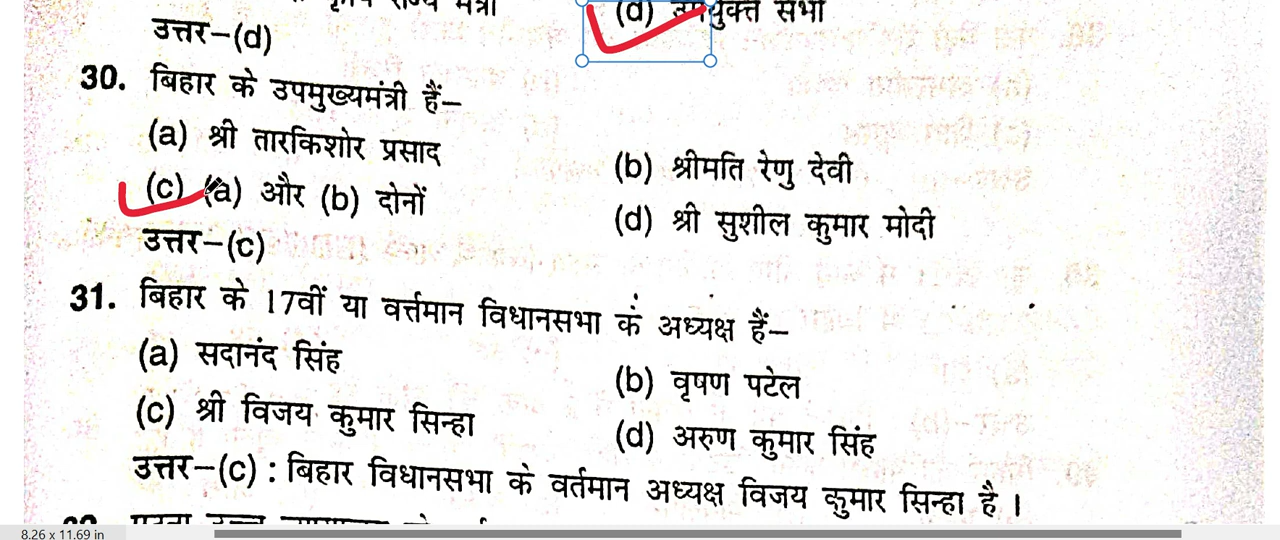 (d) उपर्युक्त सभी
उत्तर–(d)
30. बिहार के उपमुख्यमंत्री हैं–
(a) श्री तारकिशोर प्रसाद
(b) श्रीमति रेणु देवी
(c) (a) और (b) दोनों
(d) श्री सुशील कुमार मोदी
उत्तर–(c)
31. बिहार के 17वीं या वर्त्तमान विधानसभा के अध्यक्ष हैं–
(a) सदानंद सिंह
(b) वृषण पटेल
(c) श्री विजय कुमार सिन्हा
(d) अरुण कुमार सिंह
उत्तर–(c) : बिहार विधानसभा के वर्तमान अध्यक्ष विजय कुमार सिन्हा है ।
8.26 x 11.69 in